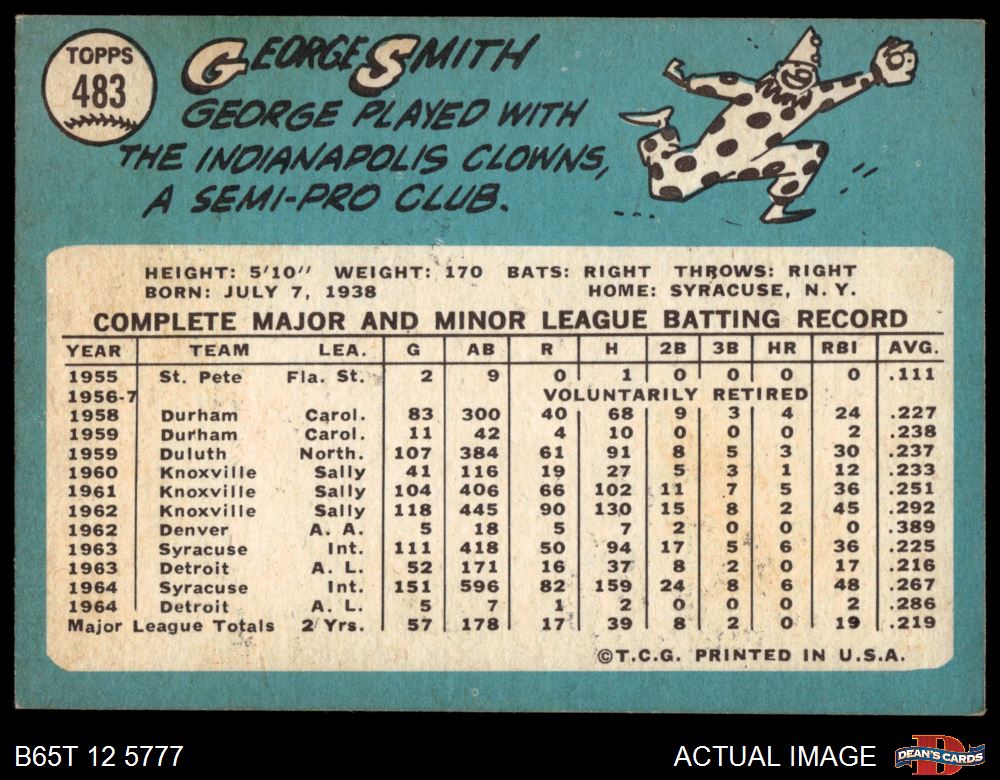 TOPPS
483
GEORGE SMITH
GEORGE PLAYED WITH
THE INDIANAPOLIS CLOWNS,
A SEMI-PRO CLUB.
HEIGHT: 5'10" WEIGHT: 170 BATS: RIGHT THROWS: RIGHT
BORN: JULY 7, 1938 HOME: SYRACUSE, N. Y.
COMPLETE MAJOR AND MINOR LEAGUE BATTING RECORD
YEAR TEAM LEA. G AB R H 2B 3B HR RBI AVG.
1955 St. Pete Fla. St. 2 9 0 1 0 0 0 0 .111
1956-7 VOLUNTARILY RETIRED
1958 Durham Carol. 83 300 40 68 9 3 4 24 .227
1959 Durham Carol. 11 42 4 10 0 0 0 2 .238
1959 Duluth North. 107 384 61 91 8 5 3 30 .237
1960 Knoxville Sally 41 116 19 27 5 3 1 12 .233
1961 Knoxville Sally 104 406 66 102 11 7 5 36 .251
1962 Knoxville Sally 118 445 90 130 15 8 2 45 .292
1962 Denver A. A. 5 18 5 7 2 0 0 0 .389
1963 Syracuse Int. 111 418 50 94 17 5 6 36 .225
1963 Detroit A. L. 52 171 16 37 8 2 0 17 .216
1964 Syracuse Int. 151 596 82 159 24 8 6 48 .267
1964 Detroit A. L. 5 7 1 2 0 0 0 2 .286
Major League Totals 2 Yrs. 57 178 17 39 8 2 0 19 .219
©T.C.G. PRINTED IN U.S.A.
B65T 12 5777
ACTUAL IMAGE
D
DEAN'S CARDS